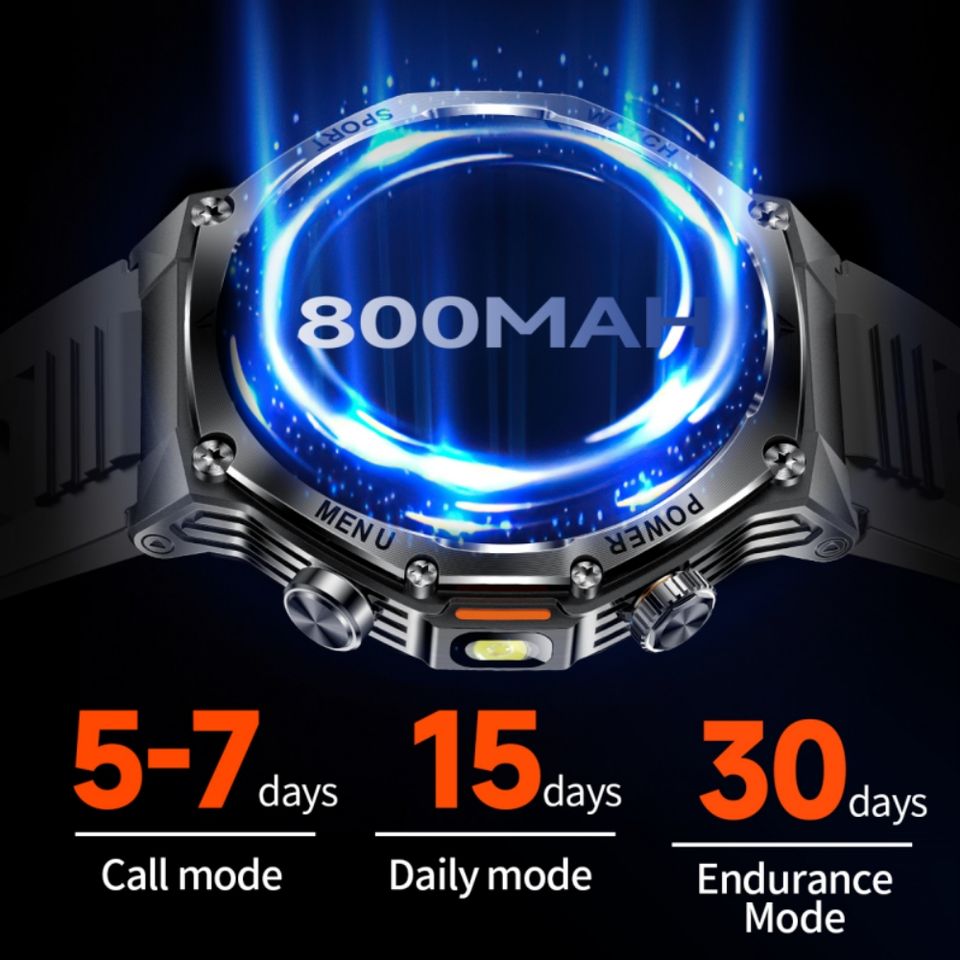 SPORT WATCH
800MAH
MENU POWER
5-7 days 15 days 30 days
Call mode Daily mode Endurance
Mode